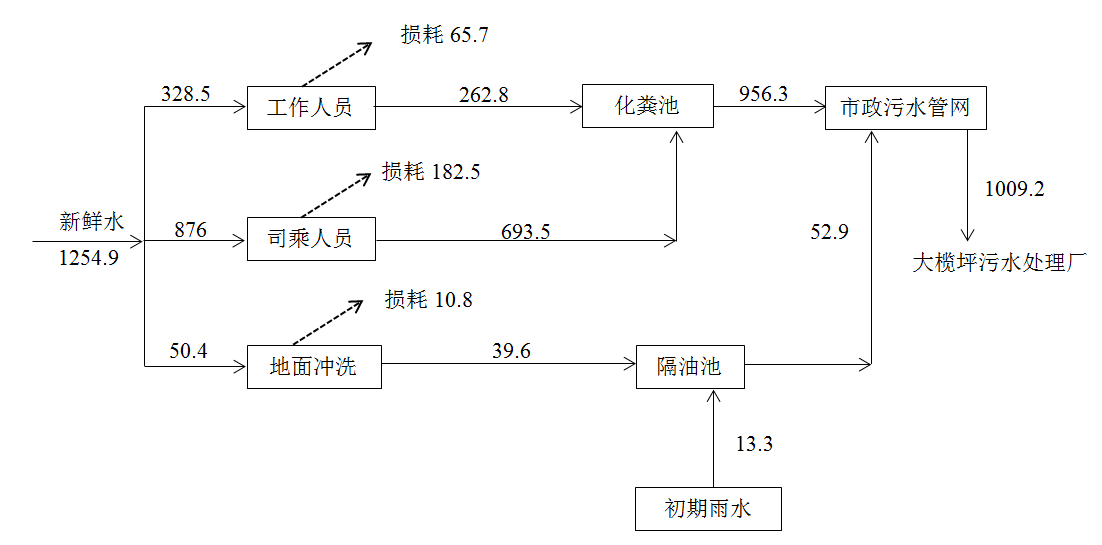 损耗 65.7
328.5
工作人员
262.8
化粪池
956.3
市政污水管网
损耗 182.5
1009.2
新鲜水
876
司乘人员
693.5
52.9
1254.9
大榄坪污水处理厂
损耗 10.8
50.4
地面冲洗
39.6
隔油池
13.3
初期雨水